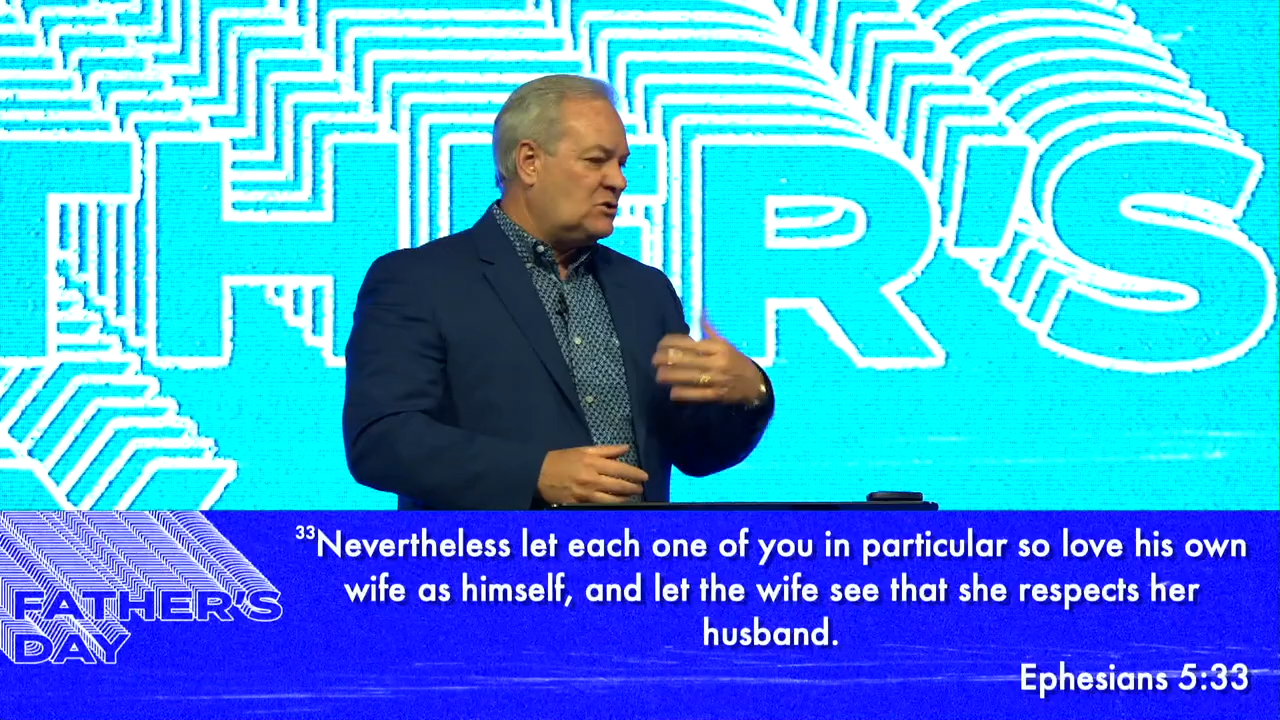 THER'S
33Nevertheless let each one of you in particular so love his own
wife as himself, and let the wife see that she respects her
husband.
Ephesians 5:33
FATHER'S
DAY